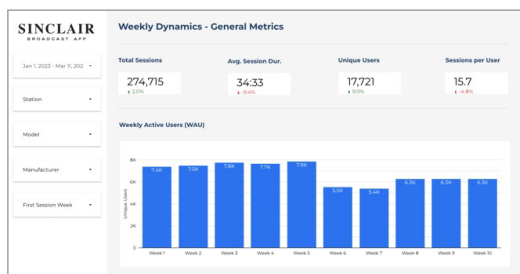 SINCLAIR
BROADCAST APP
Weekly Dynamics - General Metrics
Jan 1, 2023 - Mar 11, 202
Station
Model
Manufacturer
First Session Week
Total Sessions
274,715
2.0%
Avg. Session Dur.
34:33
Unique Users
17,721
9.0%
Sessions per User
15.7
-4.8%
Weekly Active Users (WAU)
Unique Users
8K
6K
4K
2K
0
7.4K
7.5K
7.8K
7.7K
7.9K
5.5K
5.4K
6.3K
6.3K
6.3K
Week 1
Week 2
Week 3
Week 4
Week 5
Week 6
Week 7
Week 8
Week 9
Week 10